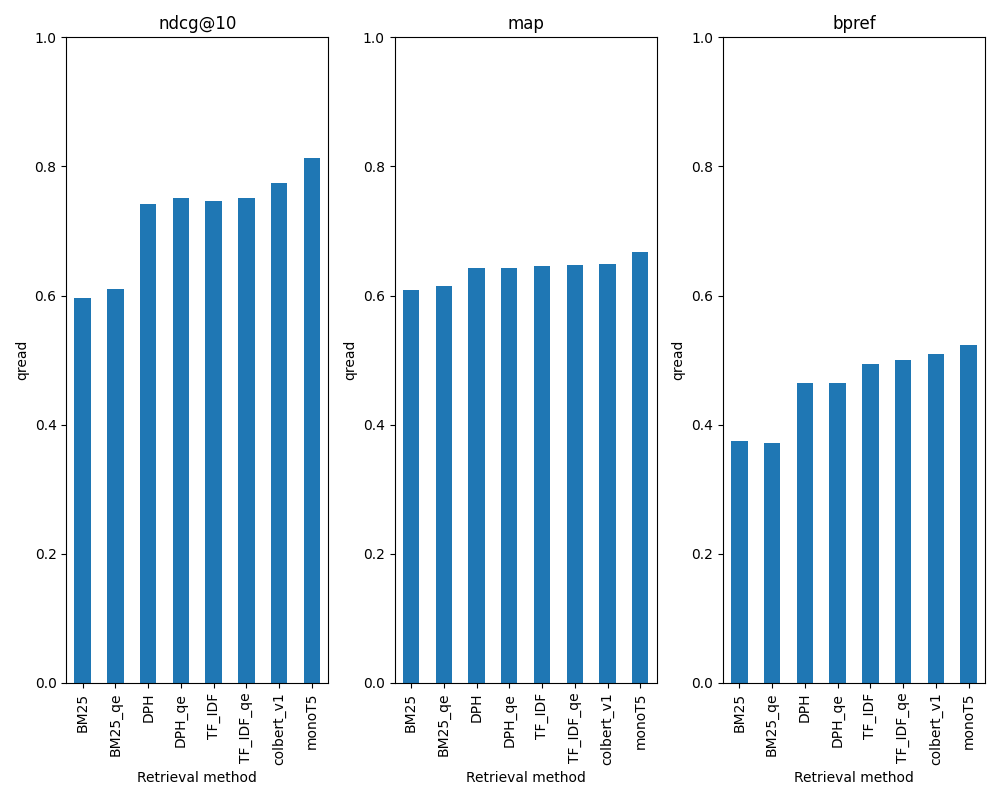 ndcg@10
map
bpref
1.0
0.8
0.6
0.4
0.2
0.0
qread
BM25
BM25_qe
DPH
DPH_qe
TF_IDF
TF_IDF_qe
colbert_v1
monoT5
Retrieval method
1.0
0.8
0.6
0.4
0.2
0.0
qread
BM25
BM25_qe
DPH
DPH_qe
TF_IDF
TF_IDF_qe
colbert_v1
monoT5
Retrieval method
1.0
0.8
0.6
0.4
0.2
0.0
qread
BM25
BM25_qe
DPH
DPH_qe
TF_IDF
TF_IDF_qe
colbert_v1
monoT5
Retrieval method